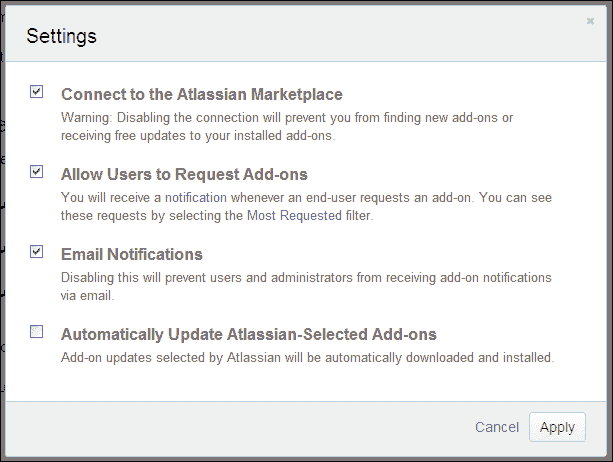 Settings
Connect to the Atlassian Marketplace
Warning: Disabling the connection will prevent you from finding new add-ons or
receiving free updates to your installed add-ons.
Allow Users to Request Add-ons
You will receive a notification whenever an end-user requests an add-on. You can see
these requests by selecting the Most Requested filter.
Email Notifications
Disabling this will prevent users and administrators from receiving add-on notifications
via email.
Automatically Update Atlassian-Selected Add-ons
Add-on updates selected by Atlassian will be automatically downloaded and installed.
Cancel Apply